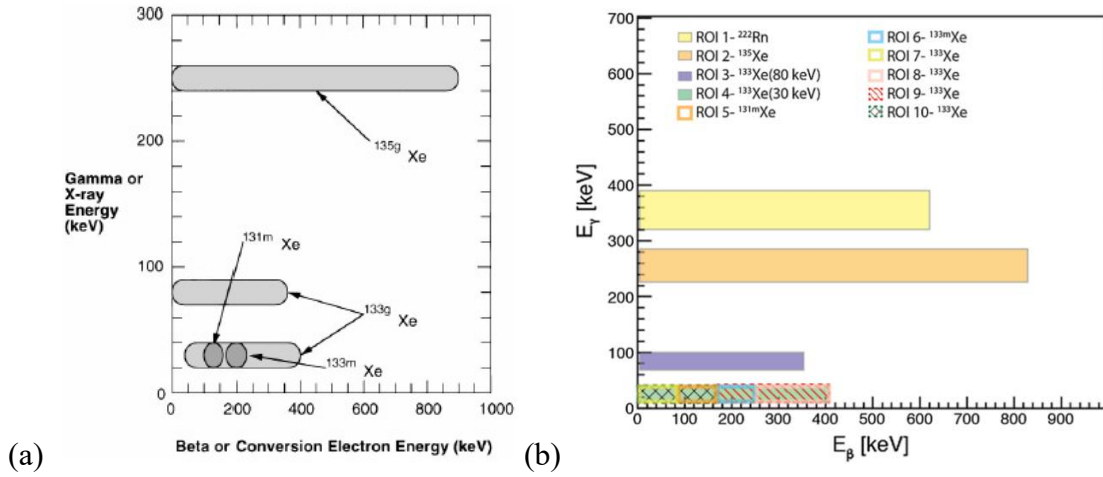 300
200
100
0
0 200 400 600 800 1000
Gamma or
X-ray
Energy
(keV)
135g Xe
131m Xe
133g Xe
133m Xe
Beta or Conversion Electron Energy (keV)
(a)
700
600
500
400
300
200
100
0
0 100 200 300 400 500 600 700 800 900
Eγ [keV]
Eβ [keV]
ROI 1- ²²²Rn
ROI 2- ¹³⁵Xe
ROI 3- ¹³³Xe(80 keV)
ROI 4- ¹³³Xe(30 keV)
ROI 5- ¹³¹ᵐXe
ROI 6- ¹³³ᵐXe
ROI 7- ¹³³Xe
ROI 8- ¹³³Xe
ROI 9- ¹³³Xe
ROI 10- ¹³³Xe
(b)